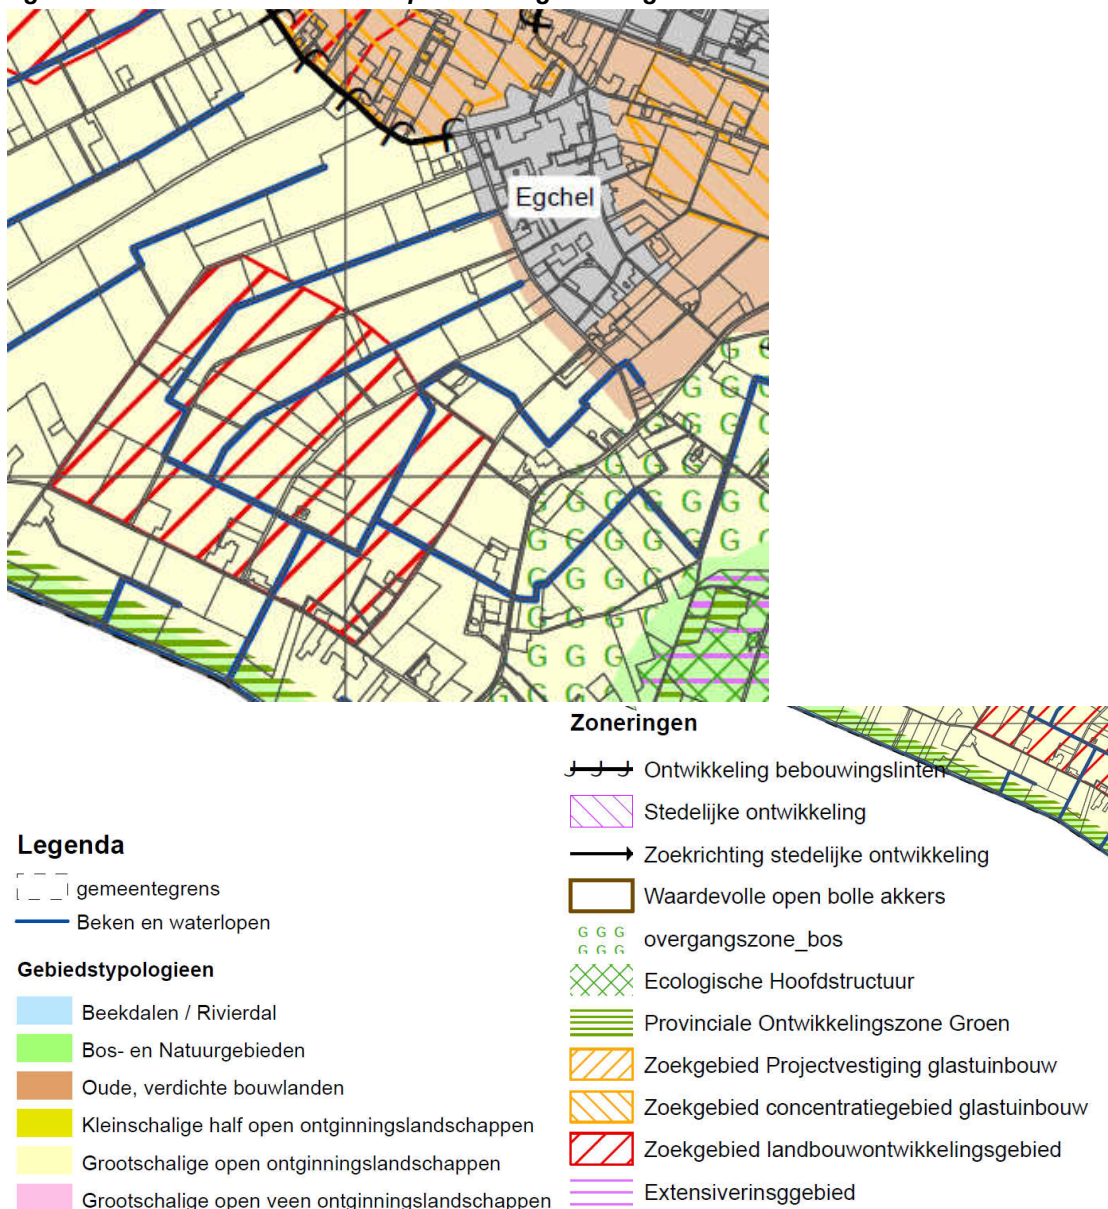 Egchel
Zoneringen
Ontwikkeling bebouwingslinten
Stedelijke ontwikkeling
Zoekrichting stedelijke ontwikkeling
Waardevolle open bolle akkers
overgangszone_bos
Ecologische Hoofdstructuur
Provinciale Ontwikkelingszone Groen
Zoekgebied Projectvestiging glastuinbouw
Zoekgebied concentratiegebied glastuinbouw
Zoekgebied landbouwontwikkelingsgebied
Extensiverinsggebied
Legenda
gemeentegrens
Beken en waterlopen
Gebiedstypologieen
Beekdalen / Rivierdal
Bos- en Natuurgebieden
Oude, verdichte bouwlanden
Kleinschalige half open ontginningslandschappen
Grootschalige open ontginningslandschappen
Grootschalige open veen ontginningslandschappen